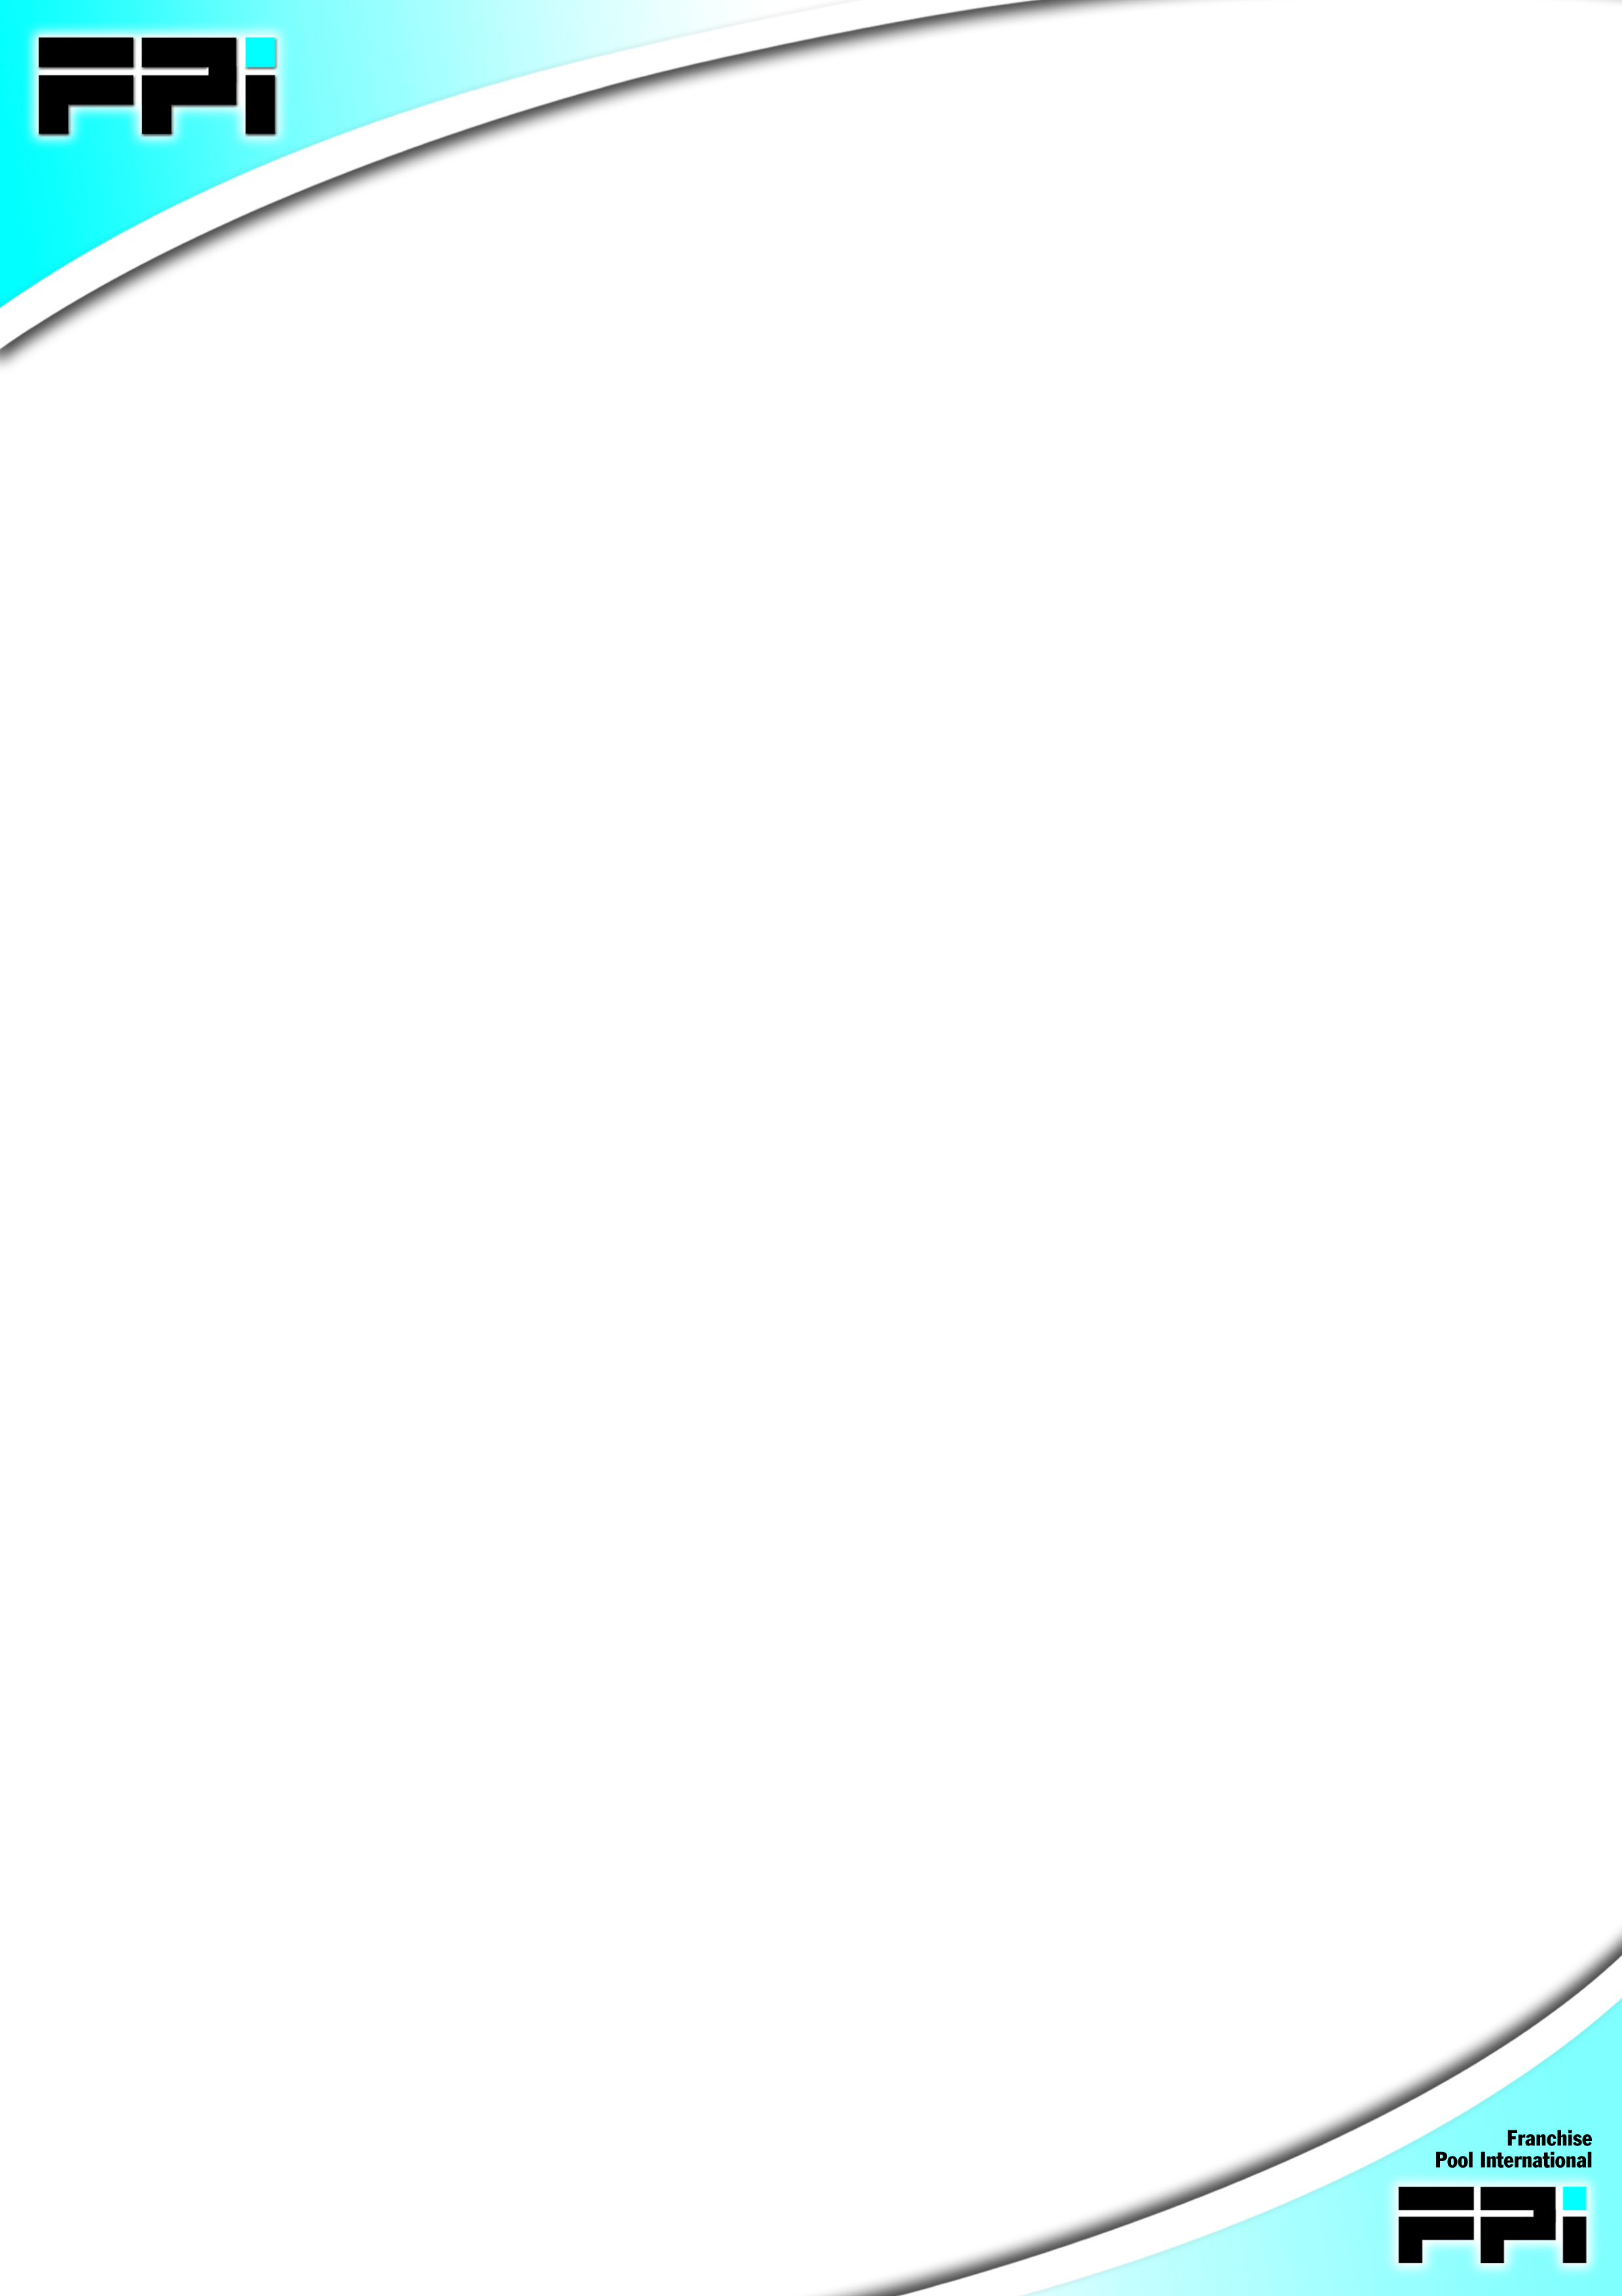 FPi
Franchise
Pool International
FPi